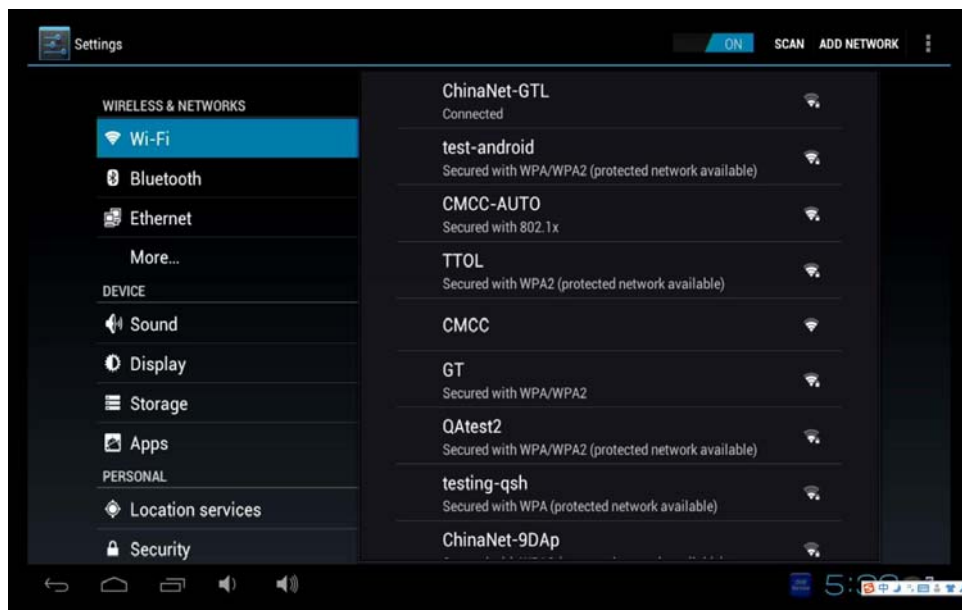 Settings
ON SCAN ADD NETWORK
WIRELESS & NETWORKS
Wi-Fi
Bluetooth
Ethernet
More...
DEVICE
Sound
Display
Storage
Apps
PERSONAL
Location services
Security
ChinaNet-GTL
Connected
test-android
Secured with WPA/WPA2 (protected network available)
CMCC-AUTO
Secured with 802.1x
TTOL
Secured with WPA2 (protected network available)
CMCC
GT
Secured with WPA/WPA2
QAtest2
Secured with WPA/WPA2 (protected network available)
testing-qsh
Secured with WPA (protected network available)
ChinaNet-9DAp
5:
中